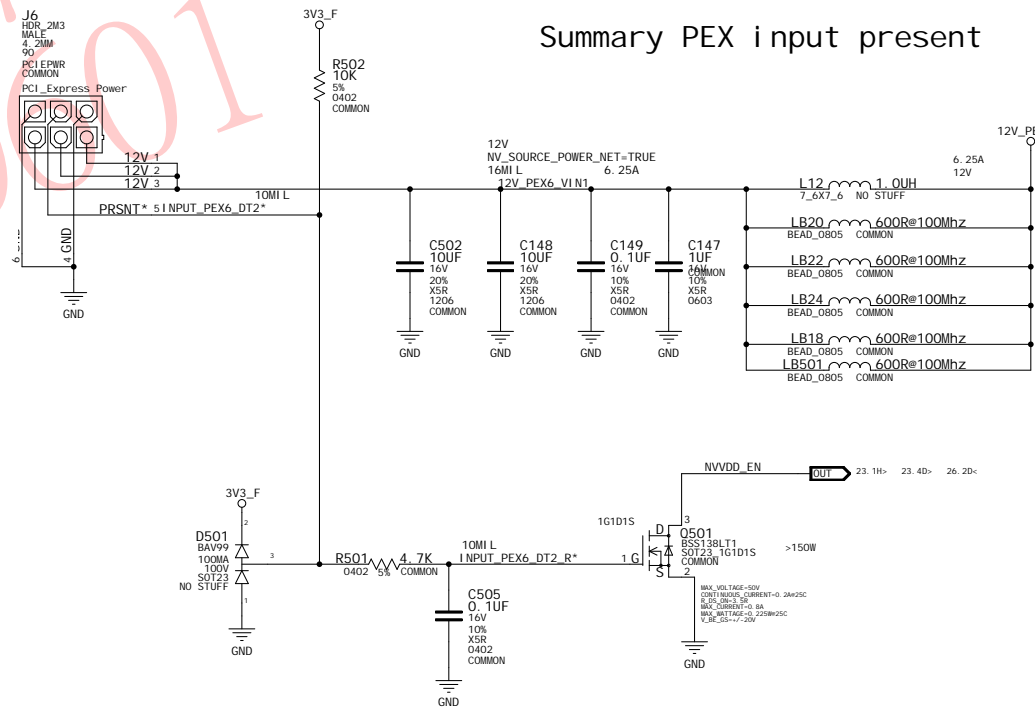 Summary PEX input present
J6
HDR_2M3
MALE
4.2MM
90
PCIEPWR
COMMON
PCI_Express Power
12V 1
12V 2
12V 3
PRSNT* 5 INPUT_PEX6_DT2*
10MIL
4 GND
GND
3V3_F
R502
10K
5%
0402
COMMON
12V
NV_SOURCE_POWER_NET=TRUE
16MIL 6.25A
12V_PEX6_VIN1
C502
10UF
16V
20%
X5R
1206
COMMON
GND
C148
10UF
16V
20%
X5R
1206
COMMON
GND
C149
0.1UF
16V
10%
X5R
0402
COMMON
GND
C147
1UF
16V
COMMON
10%
X5R
0603
GND
6.25A
12V
L12 1.0UH
7_6X7_6 NO STUFF
LB20 600R@100Mhz
BEAD_0805 COMMON
LB22 600R@100Mhz
BEAD_0805 COMMON
LB24 600R@100Mhz
BEAD_0805 COMMON
LB18 600R@100Mhz
BEAD_0805 COMMON
LB501 600R@100Mhz
BEAD_0805 COMMON
3V3_F
2
D501
BAV99
100MA
100V
SOT23
NO STUFF
3
1
GND
R501 4.7K
0402 5% COMMON
10MIL
INPUT_PEX6_DT2_R*
C505
0.1UF
16V
10%
X5R
0402
COMMON
GND
NVVDD_EN
OUT 23.1H> 23.4D> 26.2D<
1G1D1S
D 3
1 G
S 2
Q501
BSS138LT1
SOT23_1G1D1S
COMMON
>150W
MAX_VOLTAGE=50V
CONTINUOUS_CURRENT=0.2A@25C
R_DS_ON=3.5R
MAX_CURRENT=0.8A
MAX_WATTAGE=0.225W@25C
V_BE_GS=+/-20V
GND